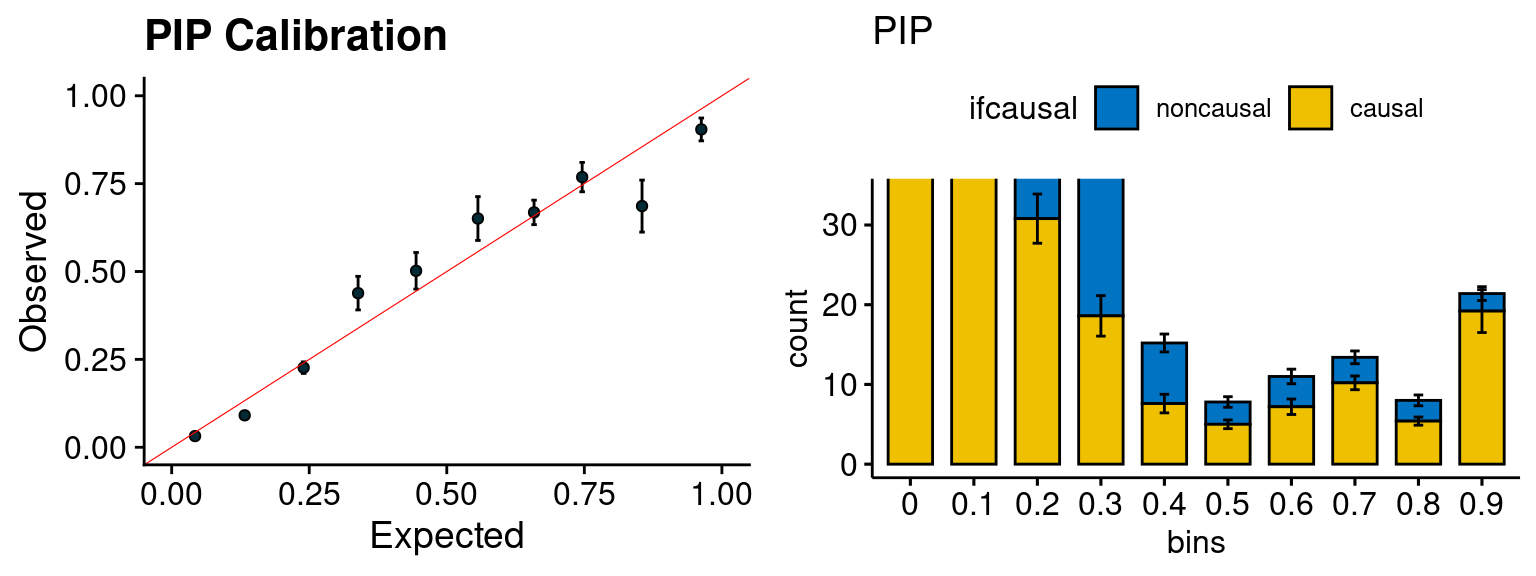 PIP Calibration
1.00
0.75
0.50
0.25
0.00
Observed
0.00 0.25 0.50 0.75 1.00
Expected
PIP
ifcausal noncausal causal
30
20
10
0
count
0 0.1 0.2 0.3 0.4 0.5 0.6 0.7 0.8 0.9
bins